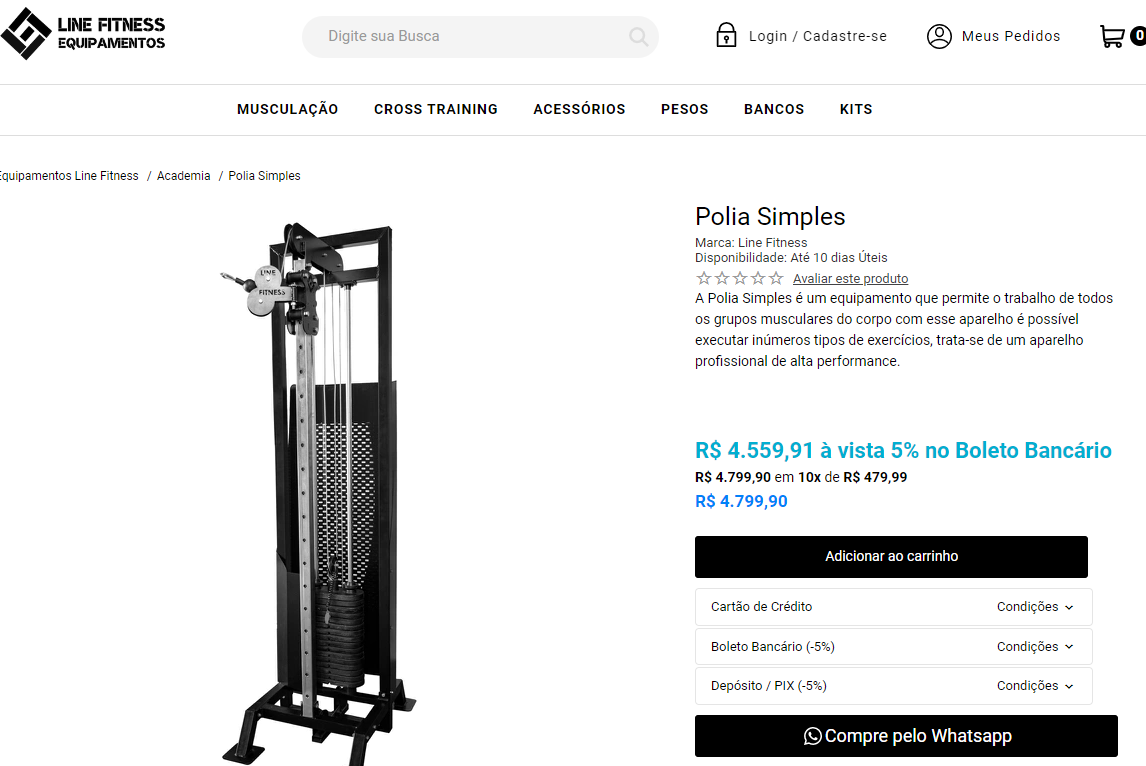 LINE FITNESS
EQUIPAMENTOS
Digite sua Busca
Login / Cadastre-se
Meus Pedidos
0
MUSCULAÇÃO CROSS TRAINING ACESSÓRIOS PESOS BANCOS KITS
Equipamentos Line Fitness / Academia / Polia Simples
LINE
FITNESS
Polia Simples
Marca: Line Fitness
Disponibilidade: Até 10 dias Úteis
Avaliar este produto
A Polia Simples é um equipamento que permite o trabalho de todos
os grupos musculares do corpo com esse aparelho é possível
executar inúmeros tipos de exercícios, trata-se de um aparelho
profissional de alta performance.
R$ 4.559,91 à vista 5% no Boleto Bancário
R$ 4.799,90 em 10x de R$ 479,99
R$ 4.799,90
Adicionar ao carrinho
Cartão de Crédito Condições
Boleto Bancário (-5%) Condições
Depósito / PIX (-5%) Condições
Compre pelo Whatsapp